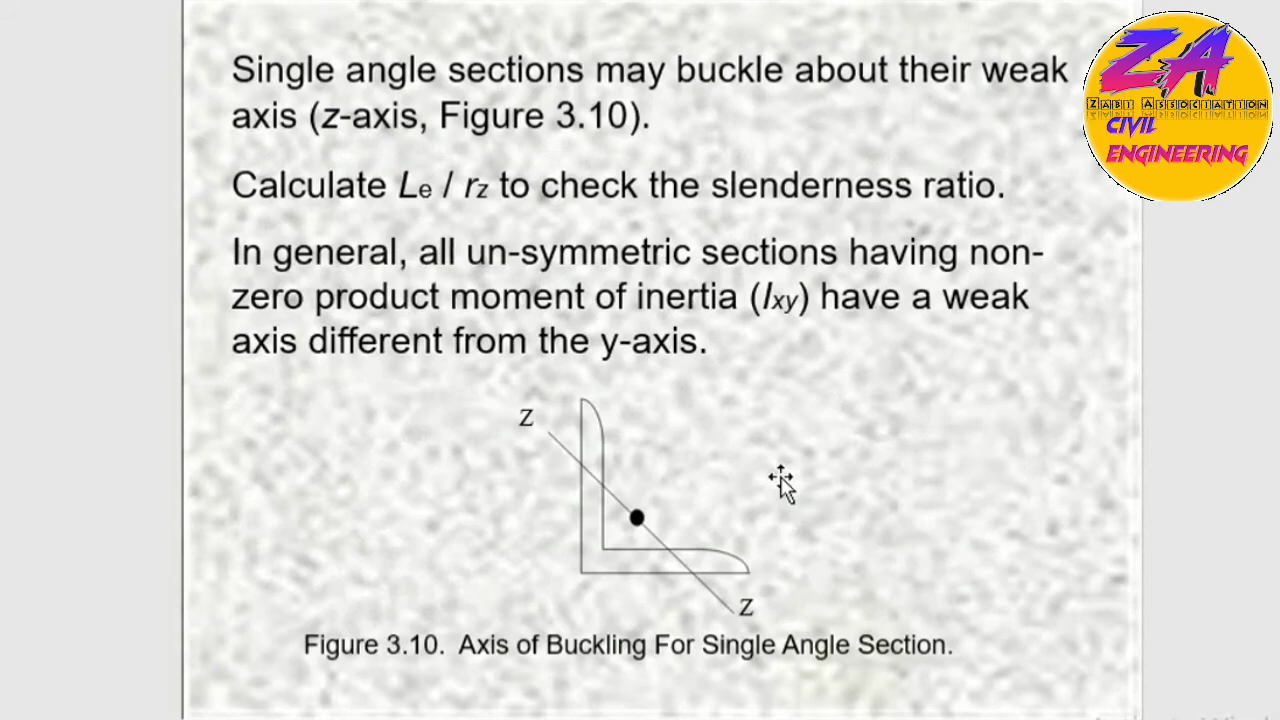 Single angle sections may buckle about their weak
axis (z-axis, Figure 3.10).
Calculate Le / rz to check the slenderness ratio.
In general, all un-symmetric sections having non-
zero product moment of inertia (Ixy) have a weak
axis different from the y-axis.
Z
Z
Figure 3.10. Axis of Buckling For Single Angle Section.
ZA
ZABI ASSOCIATION
CIVIL
ENGINEERING